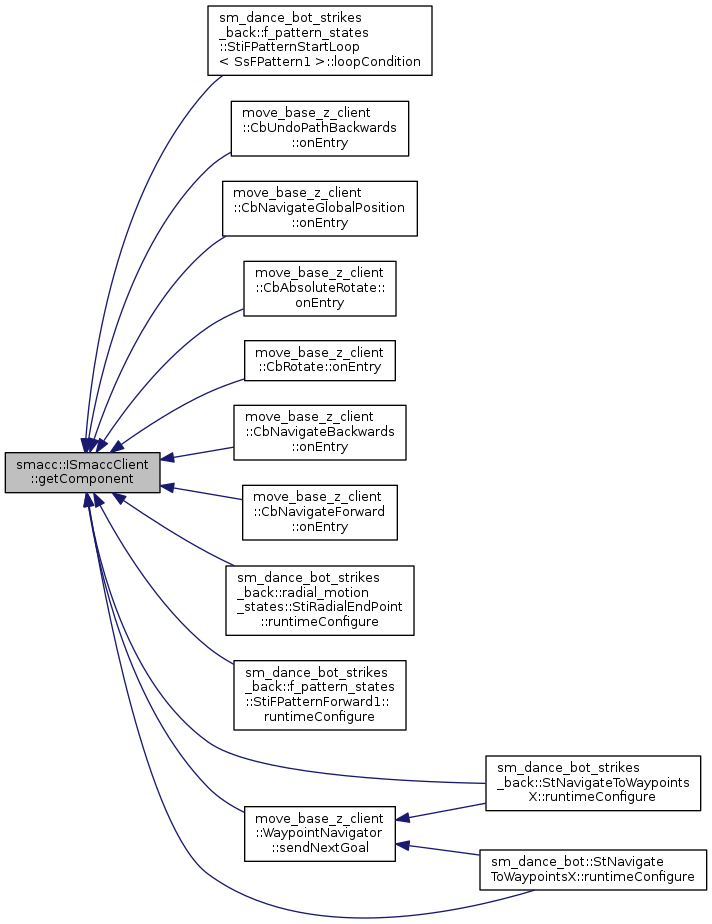 sm_dance_bot_strikes
_back::f_pattern_states
::StiFPatternStartLoop
< SsFPattern1 >::loopCondition
move_base_z_client
::CbUndoPathBackwards
::onEntry
move_base_z_client
::CbNavigateGlobalPosition
::onEntry
move_base_z_client
::CbAbsoluteRotate::
onEntry
move_base_z_client
::CbRotate::onEntry
move_base_z_client
::CbNavigateBackwards
::onEntry
smacc::ISmaccClient
::getComponent
move_base_z_client
::CbNavigateForward
::onEntry
sm_dance_bot_strikes
_back::radial_motion
_states::StiRadialEndPoint
::runtimeConfigure
sm_dance_bot_strikes
_back::f_pattern_states
::StiFPatternForward1::
runtimeConfigure
sm_dance_bot_strikes
_back::StNavigateToWaypoints
X::runtimeConfigure
move_base_z_client
::WaypointNavigator
::sendNextGoal
sm_dance_bot::StNavigate
ToWaypointsX::runtimeConfigure